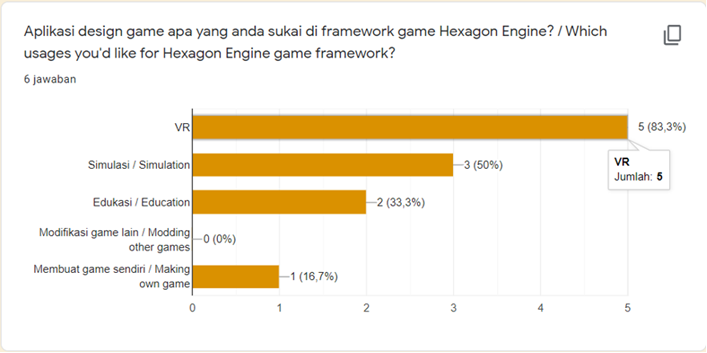 Aplikasi design game apa yang anda sukai di framework game Hexagon Engine? / Which
usages you'd like for Hexagon Engine game framework?
6 jawaban
VR
5 (83,3%)
VR
Jumlah: 5
Simulasi / Simulation
3 (50%)
Edukasi / Education
2 (33,3%)
Modifikasi game lain / Modding
other games
0 (0%)
Membuat game sendiri / Making
own game
1 (16,7%)
0 1 2 3 4 5